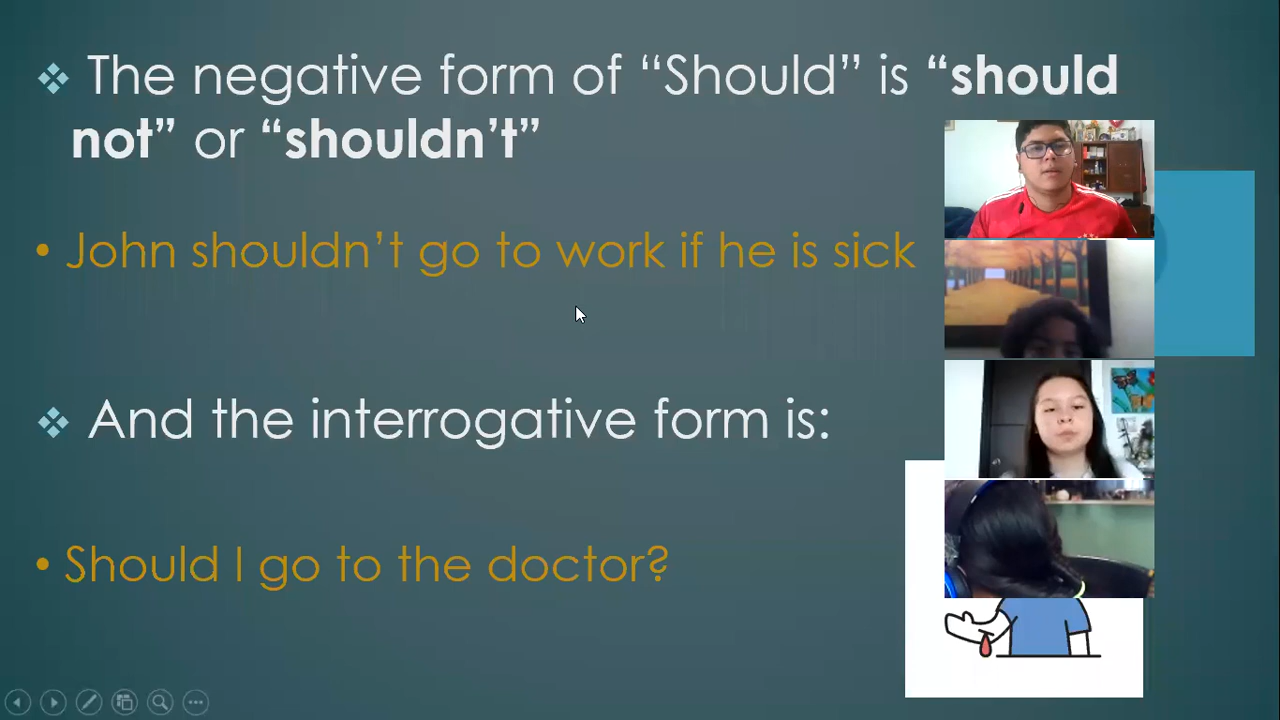 The negative form of “Should” is “should
not” or “shouldn’t”
John shouldn’t go to work if he is sick
And the interrogative form is:
Should I go to the doctor?